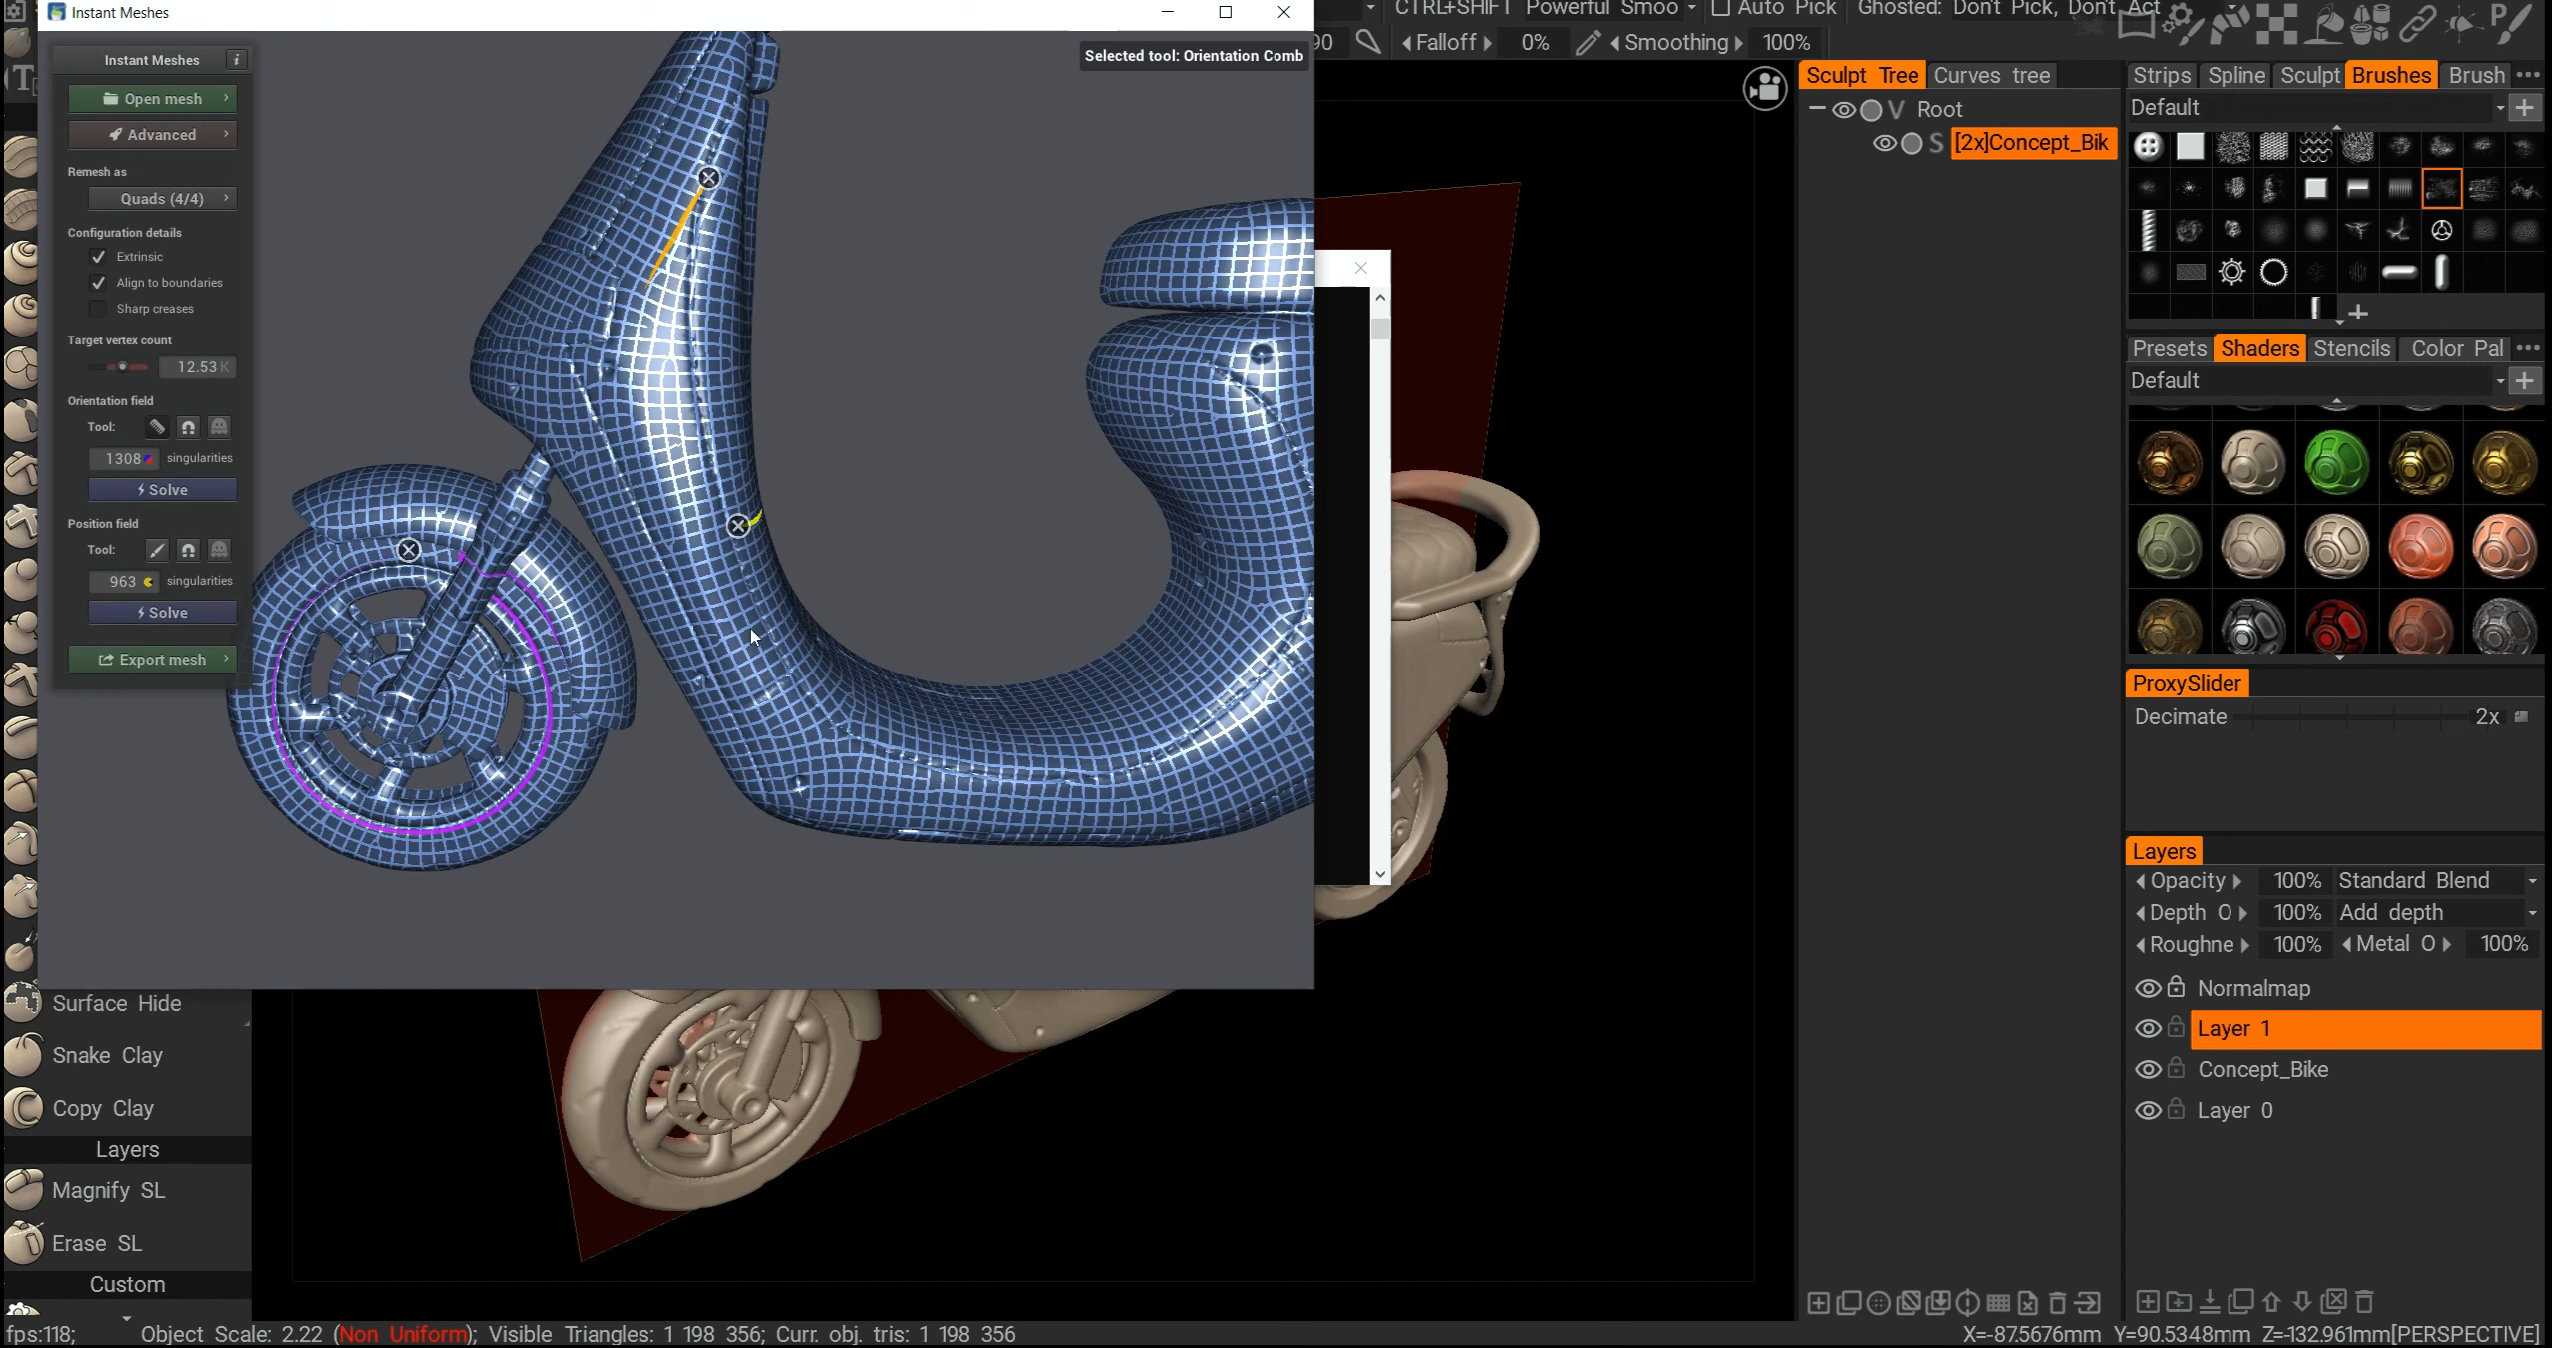 Instant Meshes
Instant Meshes
i
Open mesh
Advanced
Remesh as
Quads (4/4)
Configuration details
Extrinsic
Align to boundaries
Sharp creases
Target vertex count
12.53 K
Orientation field
Tool:
1308 singularities
Solve
Position field
Tool:
963 singularities
Solve
Export mesh
Selected tool: Orientation Comb
CTRL+SHIFT Powerful Smoo Auto Pick Ghosted: Don't Pick, Don't Act
90 Falloff 0% Smoothing 100%
Sculpt Tree Curves tree
Root
[2x]Concept_Bik
Strips Spline Sculpt Brushes Brush
Default
Presets Shaders Stencils Color Pal
Default
ProxySlider
Decimate 2x
Layers
Opacity 100% Standard Blend
Depth O 100% Add depth
Roughne 100% Metal O 100%
Normalmap
Layer 1
Concept_Bike
Layer 0
Surface Hide
Snake Clay
Copy Clay
Layers
Magnify SL
Erase SL
Custom
fps:118; Object Scale: 2.22 (Non Uniform); Visible Triangles: 1 198 356; Curr. obj. tris: 1 198 356
X=-87.5676mm Y=90.5348mm Z=-132.961mm[PERSPECTIVE]